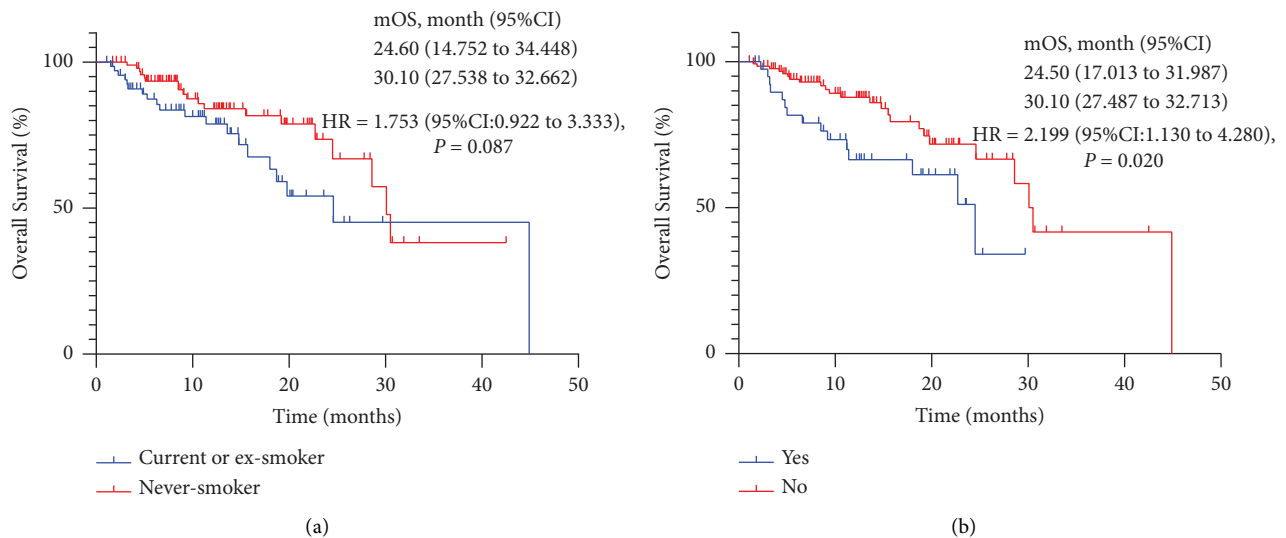 mOS, month (95%CI)
24.60 (14.752 to 34.448)
30.10 (27.538 to 32.662)
HR = 1.753 (95%CI:0.922 to 3.333),
P = 0.087
100
50
0
Overall Survival (%)
0 10 20 30 40 50
Time (months)
Current or ex-smoker
Never-smoker
(a)
mOS, month (95%CI)
24.50 (17.013 to 31.987)
30.10 (27.487 to 32.713)
HR = 2.199 (95%CI:1.130 to 4.280),
P = 0.020
100
50
0
Overall Survival (%)
0 10 20 30 40 50
Time (months)
Yes
No
(b)